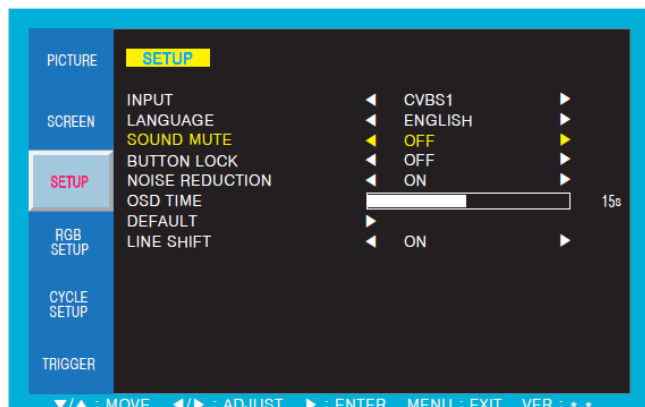 PICTURE
SCREEN
SETUP
RGB
SETUP
CYCLE
SETUP
TRIGGER
SETUP
INPUT ◀ CVBS1 ▶
LANGUAGE ◀ ENGLISH ▶
SOUND MUTE ◀ OFF ▶
BUTTON LOCK ◀ OFF ▶
NOISE REDUCTION ◀ ON ▶
OSD TIME 15s
DEFAULT ▶
LINE SHIFT ◀ ON ▶
▼/▲ : MOVE ◀/▶ : ADJUST ▶ : ENTER MENU : EXIT VER : * *